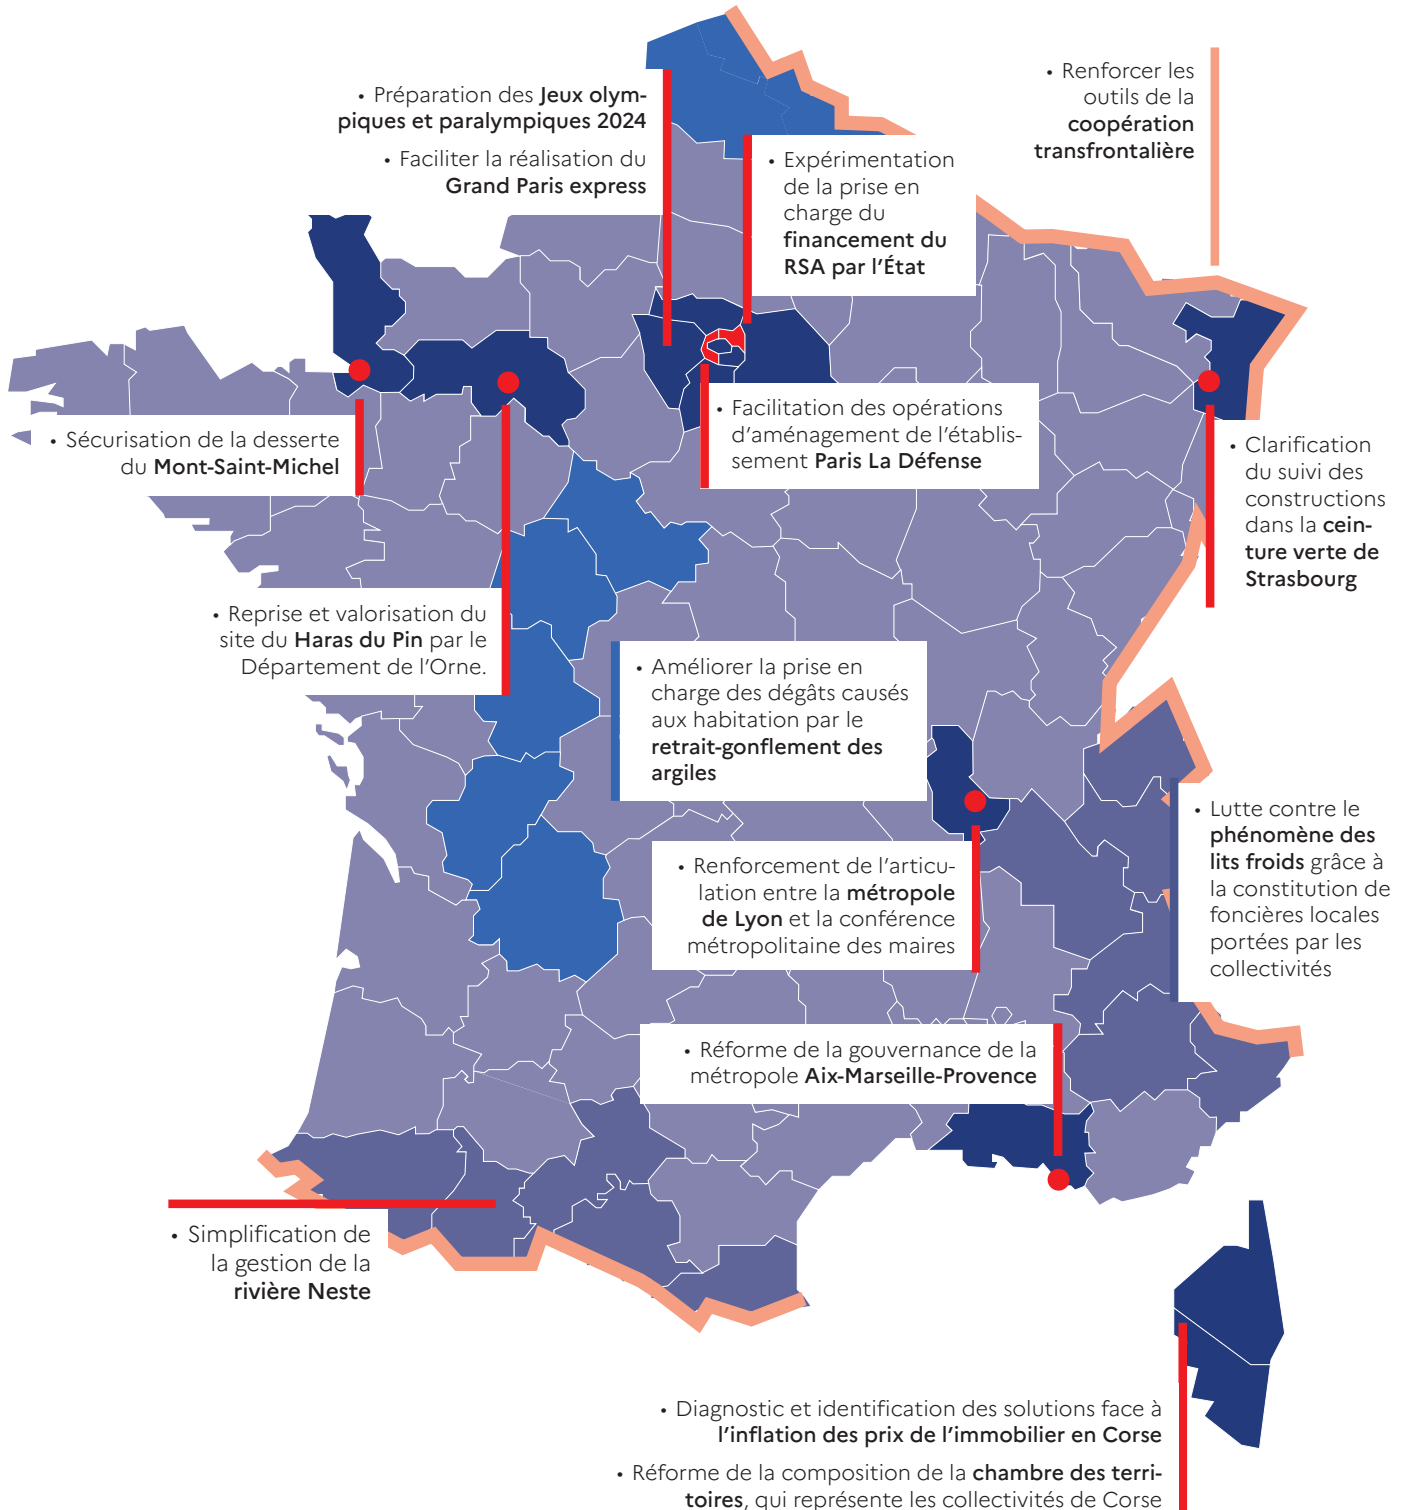 • Préparation des Jeux olym-
piques et paralympiques 2024
• Faciliter la réalisation du
Grand Paris express
• Renforcer les
outils de la
coopération
transfrontalière
• Expérimentation
de la prise en
charge du
financement du
RSA par l'État
• Sécurisation de la desserte
du Mont-Saint-Michel
• Facilitation des opérations
d'aménagement de l'établis-
sement Paris La Défense
• Clarification
du suivi des
constructions
dans la cein-
ture verte de
Strasbourg
• Reprise et valorisation du
site du Haras du Pin par le
Département de l'Orne.
• Améliorer la prise en
charge des dégâts causés
aux habitation par le
retrait-gonflement des
argiles
• Lutte contre le
phénomène des
lits froids grâce à
la constitution de
foncières locales
portées par les
collectivités
• Renforcement de l'articu-
lation entre la métropole
de Lyon et la conférence
métropolitaine des maires
• Réforme de la gouvernance de la
métropole Aix-Marseille-Provence
• Simplification de
la gestion de la
rivière Neste
• Diagnostic et identification des solutions face à
l'inflation des prix de l'immobilier en Corse
• Réforme de la composition de la chambre des terri-
toires, qui représente les collectivités de Corse